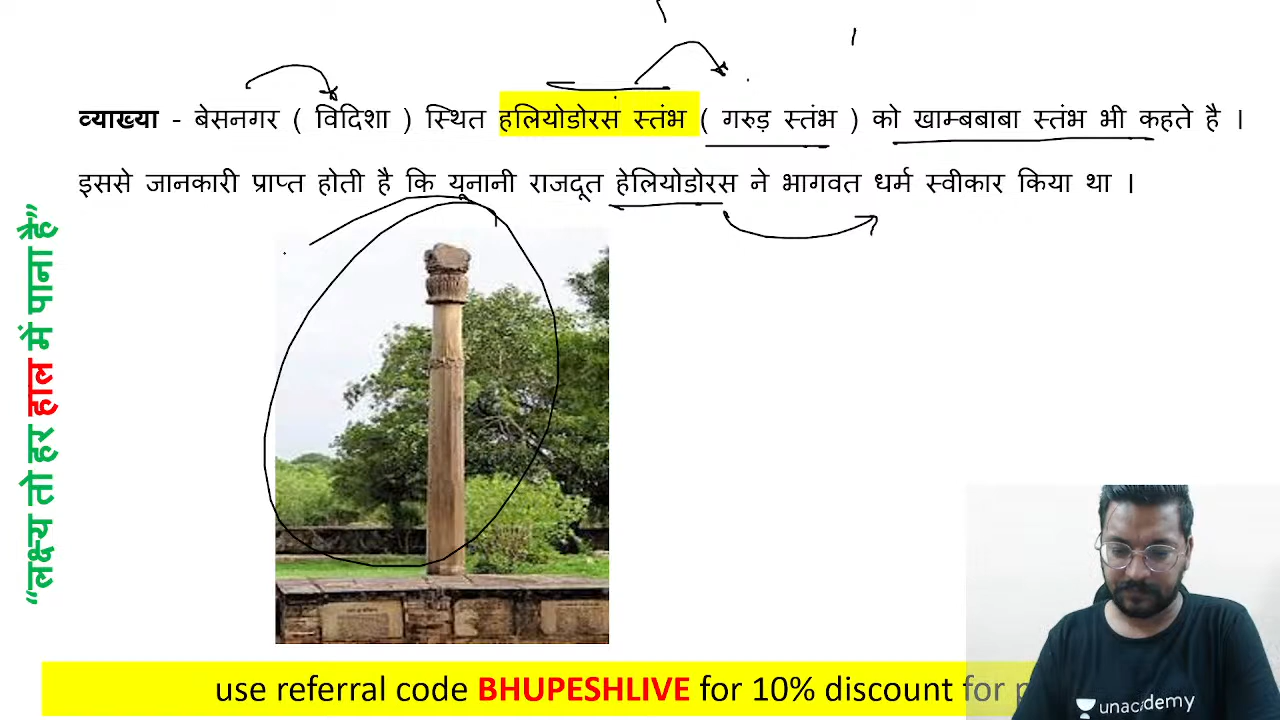 व्याख्या - बेसनगर ( विदिशा ) स्थित हलियोडोरसं स्तंभ ( गरुड़ स्तंभ ) को खाम्बबाबा स्तंभ भी कहते है ।
इससे जानकारी प्राप्त होती है कि यूनानी राजदूत हेलियोडोरस ने भागवत धर्म स्वीकार किया था ।
“लक्ष्य तो हर हाल में पाना है”
use referral code BHUPESHLIVE for 10% discount for
unacademy